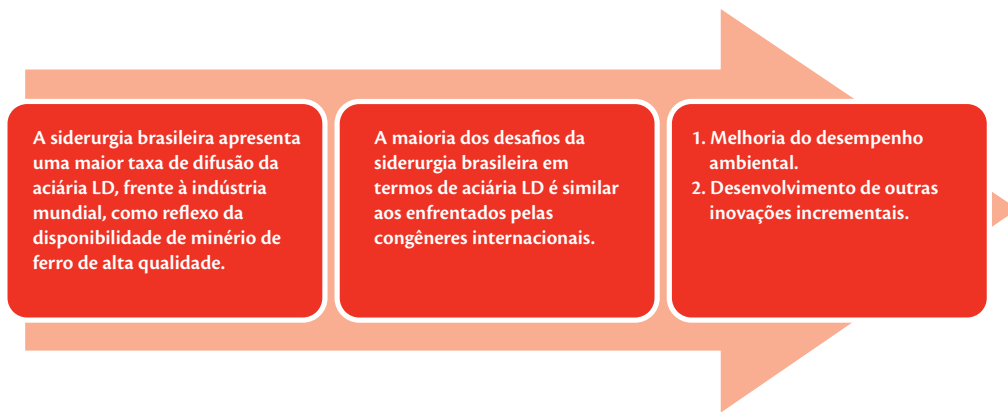 A siderurgia brasileira apresenta
uma maior taxa de difusão da
aciária LD, frente à indústria
mundial, como reflexo da
disponibilidade de minério de
ferro de alta qualidade.
A maioria dos desafios da
siderurgia brasileira em
termos de aciária LD é similar
aos enfrentados pelas
congêneres internacionais.
1. Melhoria do desempenho
ambiental.
2. Desenvolvimento de outras
inovações incrementais.